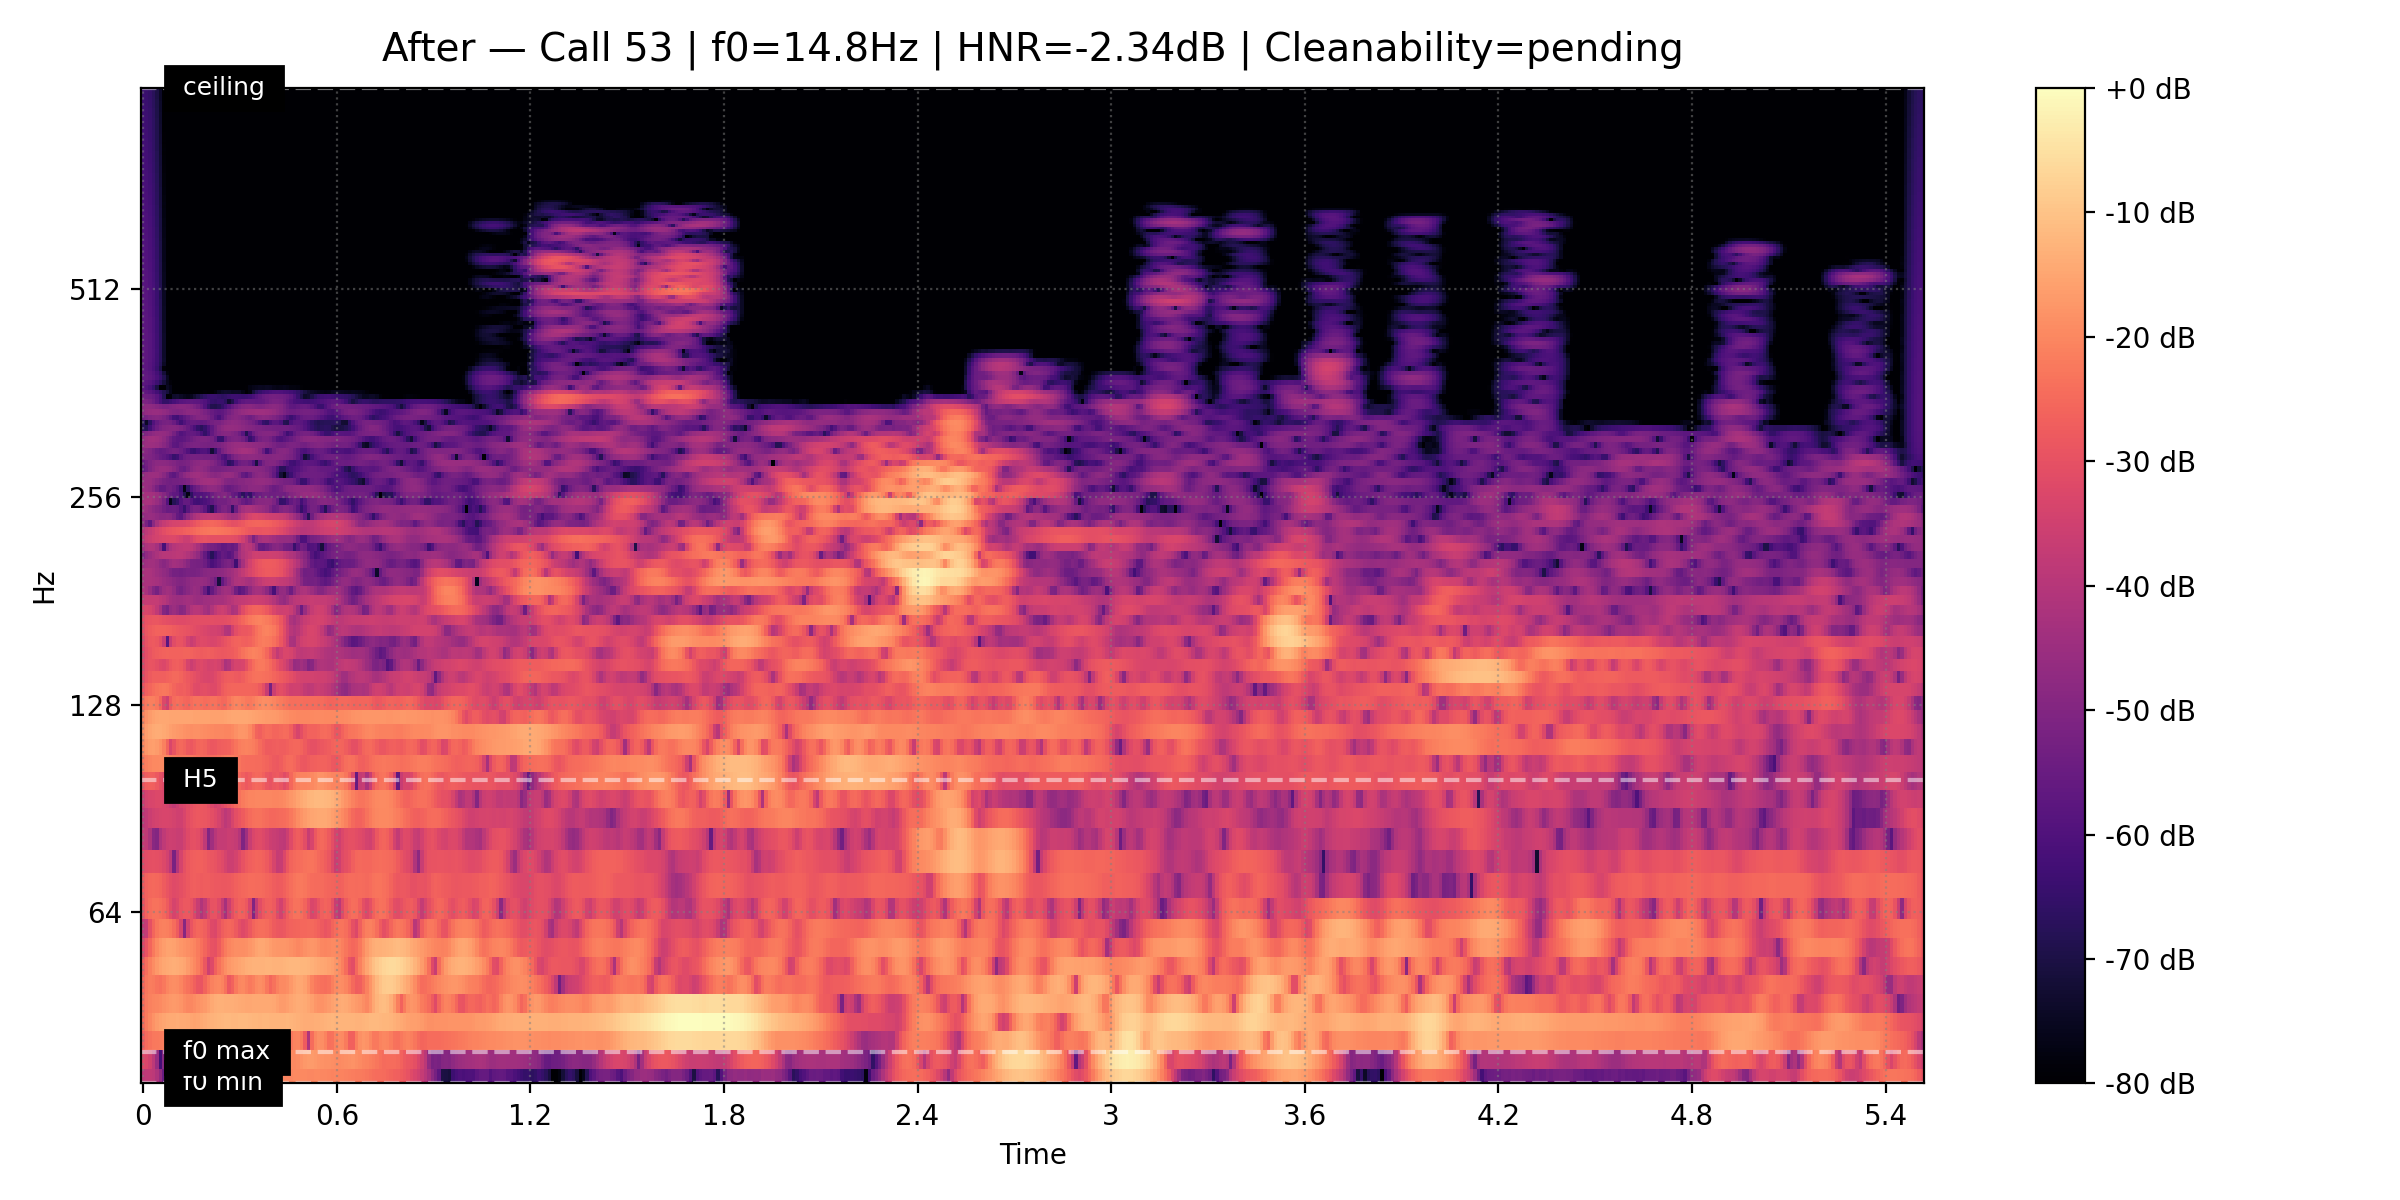 After — Call 53 | f0=14.8Hz | HNR=-2.34dB | Cleanability=pending
ceiling
+0 dB
-10 dB
512
-20 dB
-30 dB
256
-40 dB
Hz
128
-50 dB
H5
-60 dB
64
-70 dB
f0 max
f0 min
-80 dB
0 0.6 1.2 1.8 2.4 3 3.6 4.2 4.8 5.4
Time